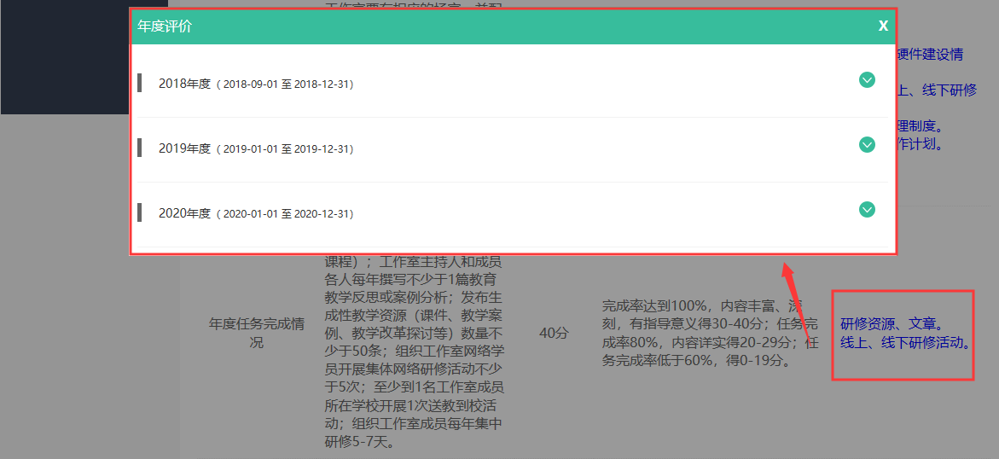 工作室要有相应的场室，并配
年度评价
X
硬件建设情
2018年度（2018-09-01 至 2018-12-31）
上、线下研修
理制度。
作计划。
2019年度（2019-01-01 至 2019-12-31）
2020年度（2020-01-01 至 2020-12-31）
年度任务完成情
况
课程）；工作室主持人和成员
各人每年撰写不少于1篇教育
教学反思或案例分析；发布生
成性教学资源（课件、教学案
例、教学改革探讨等）数量不
少于50条；组织工作室网络学
员开展集体网络研修活动不少
于5次；至少到1名工作室成员
所在学校开展1次送教到校活
动；组织工作室成员每年集中
研修5-7天。
40分
完成率达到100%，内容丰富、深
刻，有指导意义得30-40分；任务完
成率80%，内容详实得20-29分；任
务完成率低于60%，得0-19分。
研修资源、文章。
线上、线下研修活动。